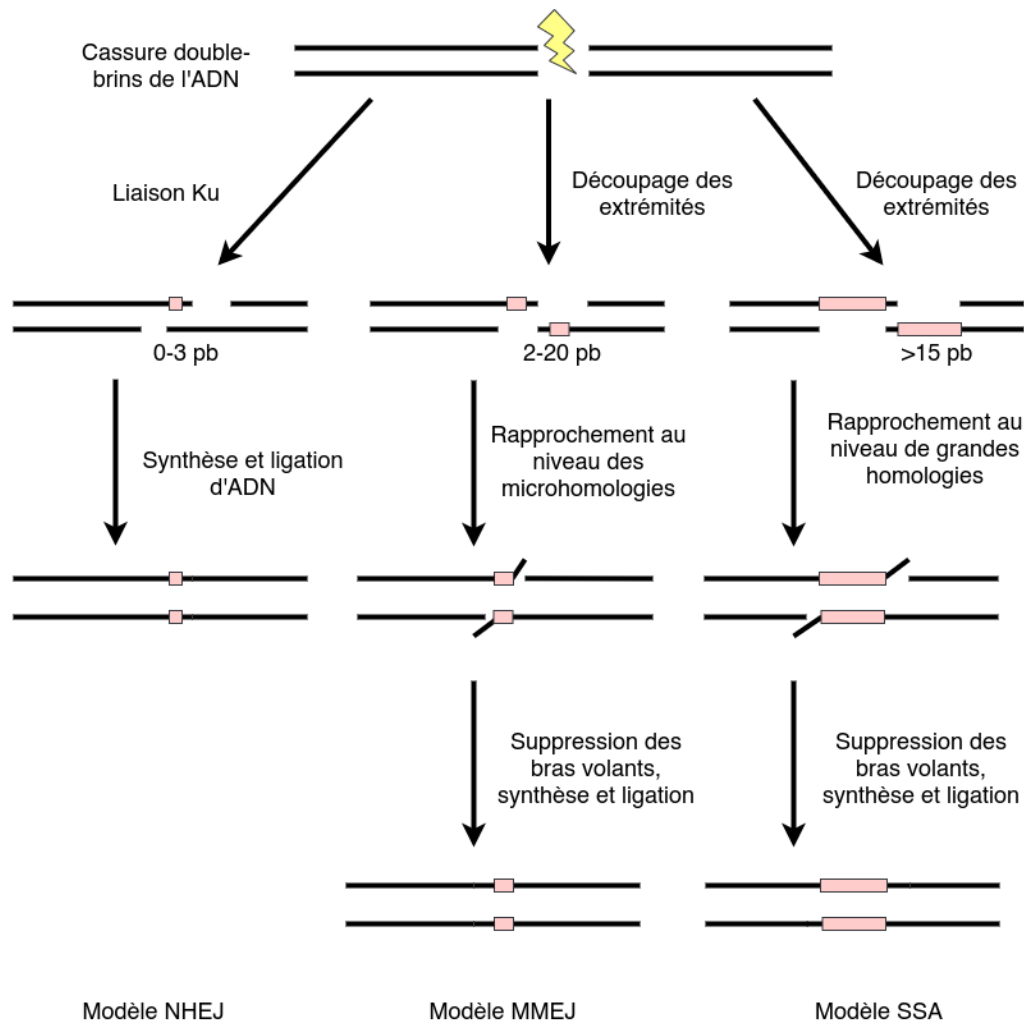 Cassure double-
brins de l'ADN
Liaison Ku
Découpage des
extrémités
Découpage des
extrémités
0-3 pb
2-20 pb
>15 pb
Synthèse et ligation
d'ADN
Rapprochement au
niveau des
microhomologies
Rapprochement au
niveau de grandes
homologies
Suppression des
bras volants,
synthèse et ligation
Suppression des
bras volants,
synthèse et ligation
Modèle NHEJ
Modèle MMEJ
Modèle SSA